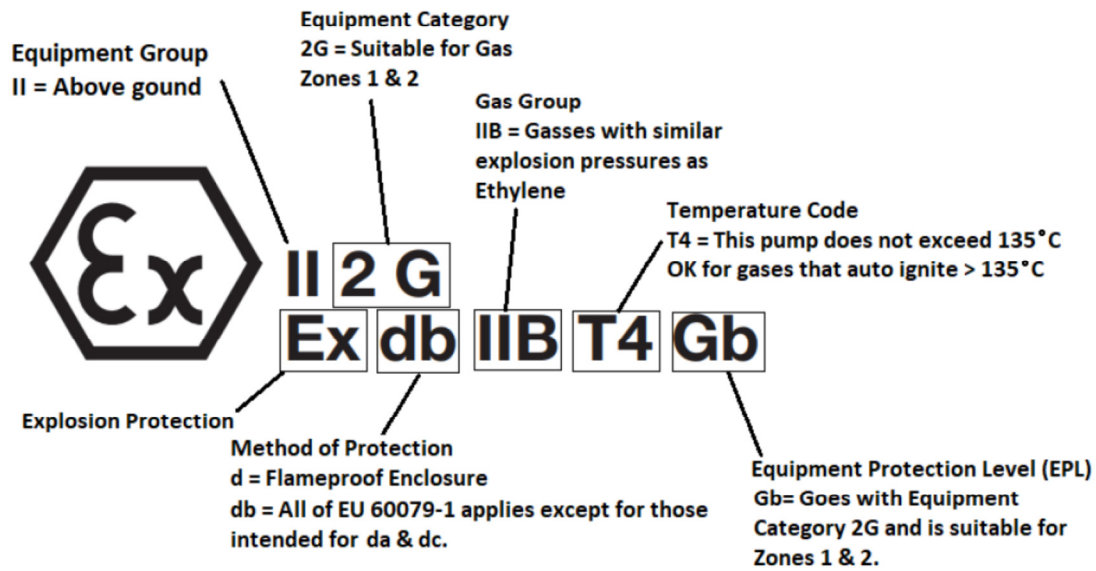 Equipment Group
II = Above gound
Equipment Category
2G = Suitable for Gas
Zones 1 & 2
Gas Group
IIB = Gasses with similar
explosion pressures as
Ethylene
Temperature Code
T4 = This pump does not exceed 135°C
OK for gases that auto ignite > 135°C
Ex
II 2 G
Ex db IIB T4 Gb
Explosion Protection
Method of Protection
d = Flameproof Enclosure
db = All of EU 60079-1 applies except for those
intended for da & dc.
Equipment Protection Level (EPL)
Gb= Goes with Equipment
Category 2G and is suitable for
Zones 1 & 2.